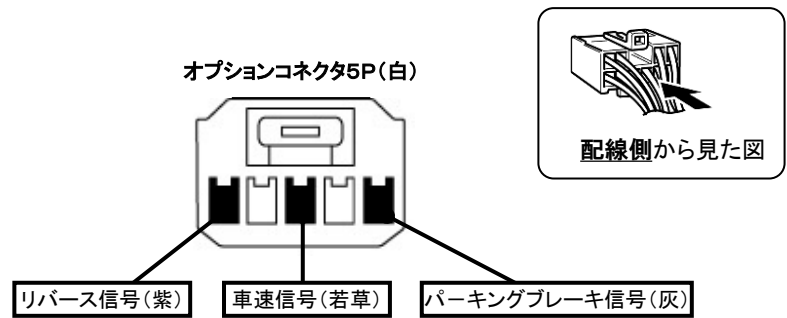 オプションコネクタ5P(白)
配線側から見た図
リバース信号(紫)
車速信号(若草)
パーキングブレーキ信号(灰)